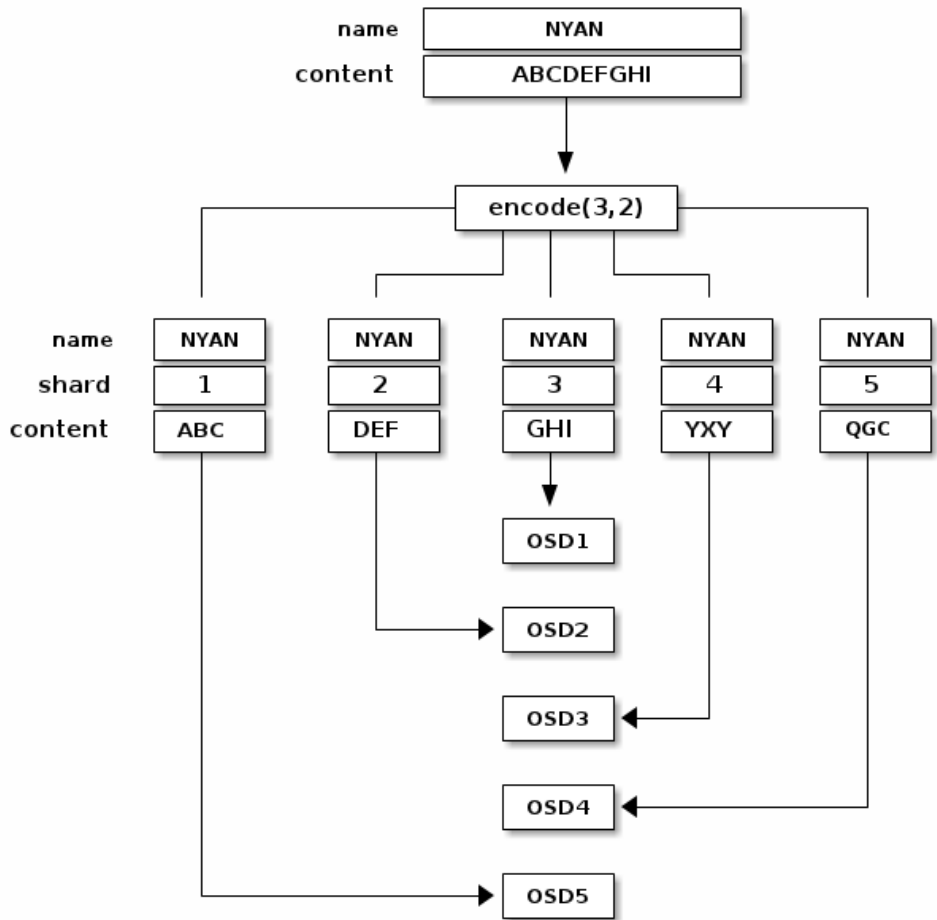 name NYAN
content ABCDEFGHI
encode(3,2)
name NYAN NYAN NYAN NYAN NYAN
shard 1 2 3 4 5
content ABC DEF GHI YXY QGC
OSD1
OSD2
OSD3
OSD4
OSD5